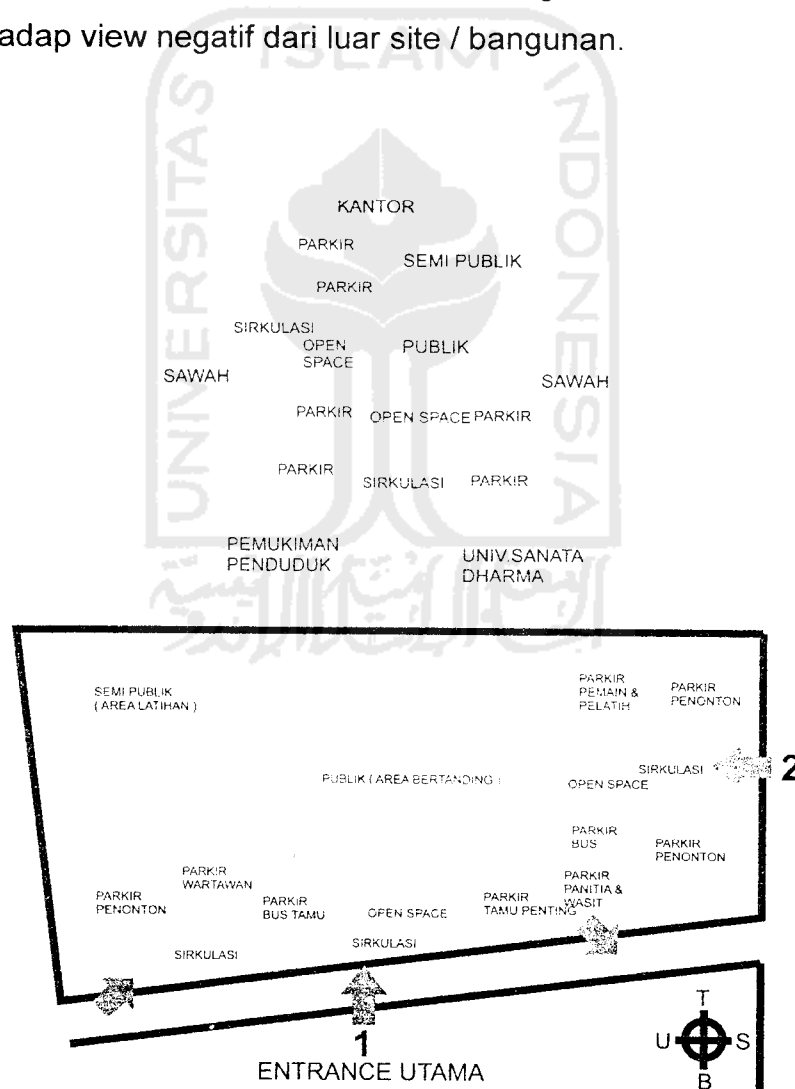 adap view negatif dari luar site / bangunan.
UNIVERSITAS ISLAM INDONESIA
KANTOR
PARKIR
SEMI PUBLIK
PARKIR
SIRKULASI
OPEN
SPACE
PUBLIK
SAWAH
SAWAH
PARKIR
OPEN SPACE
PARKIR
PARKIR
SIRKULASI
PARKIR
PEMUKIMAN
PENDUDUK
UNIV.SANATA
DHARMA
SEMI PUBLIK
( AREA LATIHAN )
PARKIR
PEMAIN &
PELATIH
PARKIR
PENONTON
PUBLIK ( AREA BERTANDING )
SIRKULASI
OPEN SPACE
2
PARKIR
BUS
PARKIR
PENONTON
PARKIR
WARTAWAN
PARKIR
PENONTON
PARKIR
BUS TAMU
OPEN SPACE
PARKIR
TAMU PENTING
PARKIR
PANITIA &
WASIT
SIRKULASI
SIRKULASI
1
ENTRANCE UTAMA
T
U
S
B